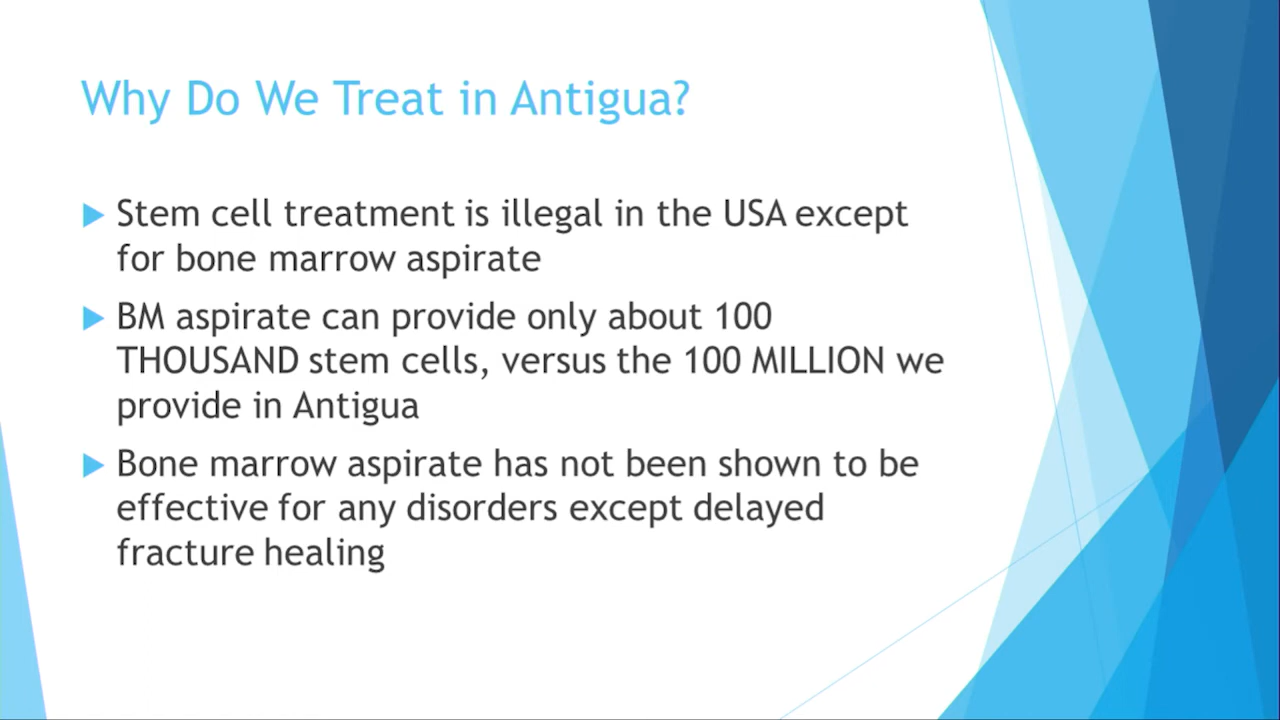 Why Do We Treat in Antigua?
Stem cell treatment is illegal in the USA except
for bone marrow aspirate
BM aspirate can provide only about 100
THOUSAND stem cells, versus the 100 MILLION we
provide in Antigua
Bone marrow aspirate has not been shown to be
effective for any disorders except delayed
fracture healing